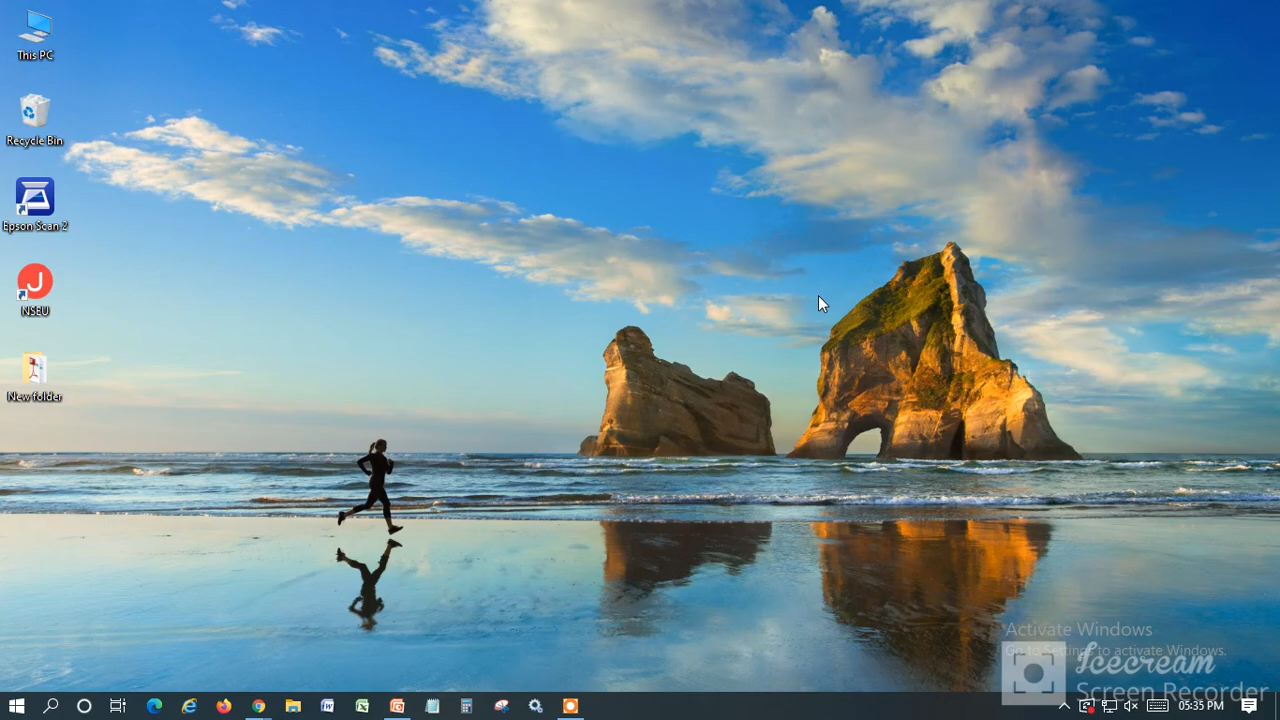 This PC
Recycle Bin
Epson Scan 2
J
NSEU
New folder
Activate Windows
Go to Settings to activate Windows.
Icecream
Screen Recorder
05:35 PM